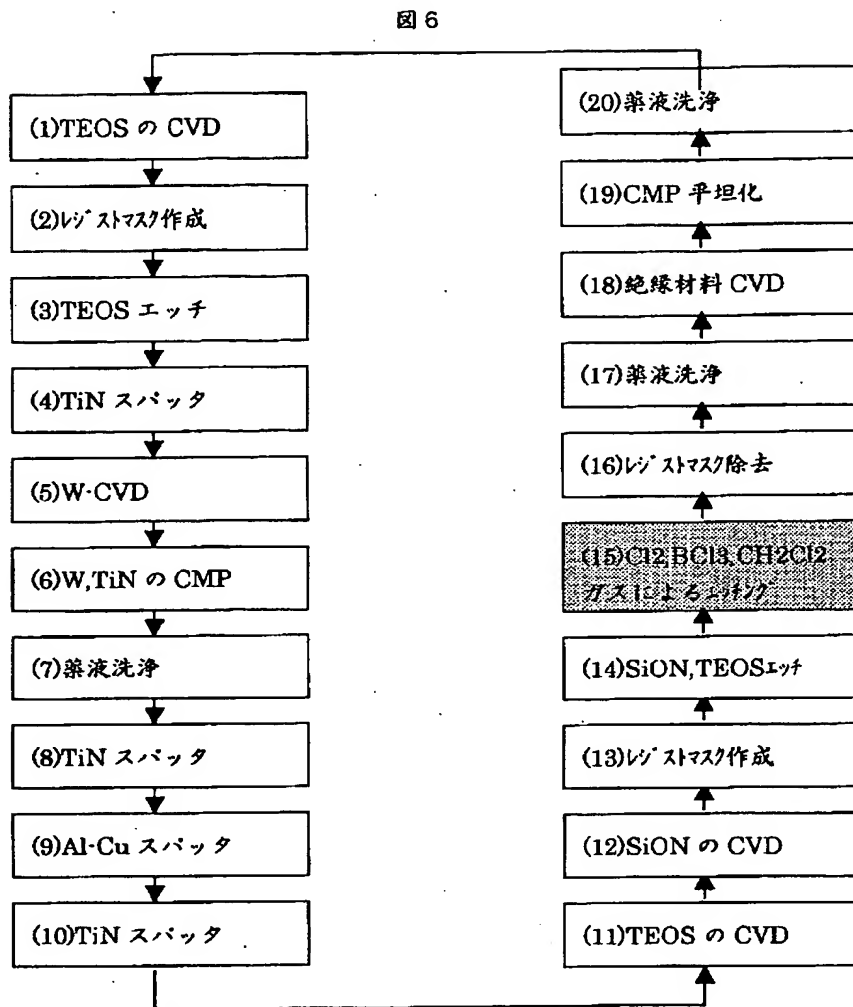 図6
(1)TEOS の CVD
(2)ﾚｼﾞｽﾄﾏｽｸ作成
(3)TEOS エッチ
(4)TiN スパッタ
(5)W-CVD
(6)W,TiN の CMP
(7)薬液洗浄
(8)TiN スパッタ
(9)Al-Cu スパッタ
(10)TiN スパッタ
(11)TEOS の CVD
(12)SiON の CVD
(13)ﾚｼﾞｽﾄﾏｽｸ作成
(14)SiON,TEOSｴｯﾁ
(15)Cl2,BCl3,CH2Cl2
ガスによるｴｯﾁﾝｸﾞ
(16)ﾚｼﾞｽﾄﾏｽｸ除去
(17)薬液洗浄
(18)絶縁材料 CVD
(19)CMP 平坦化
(20)薬液洗浄